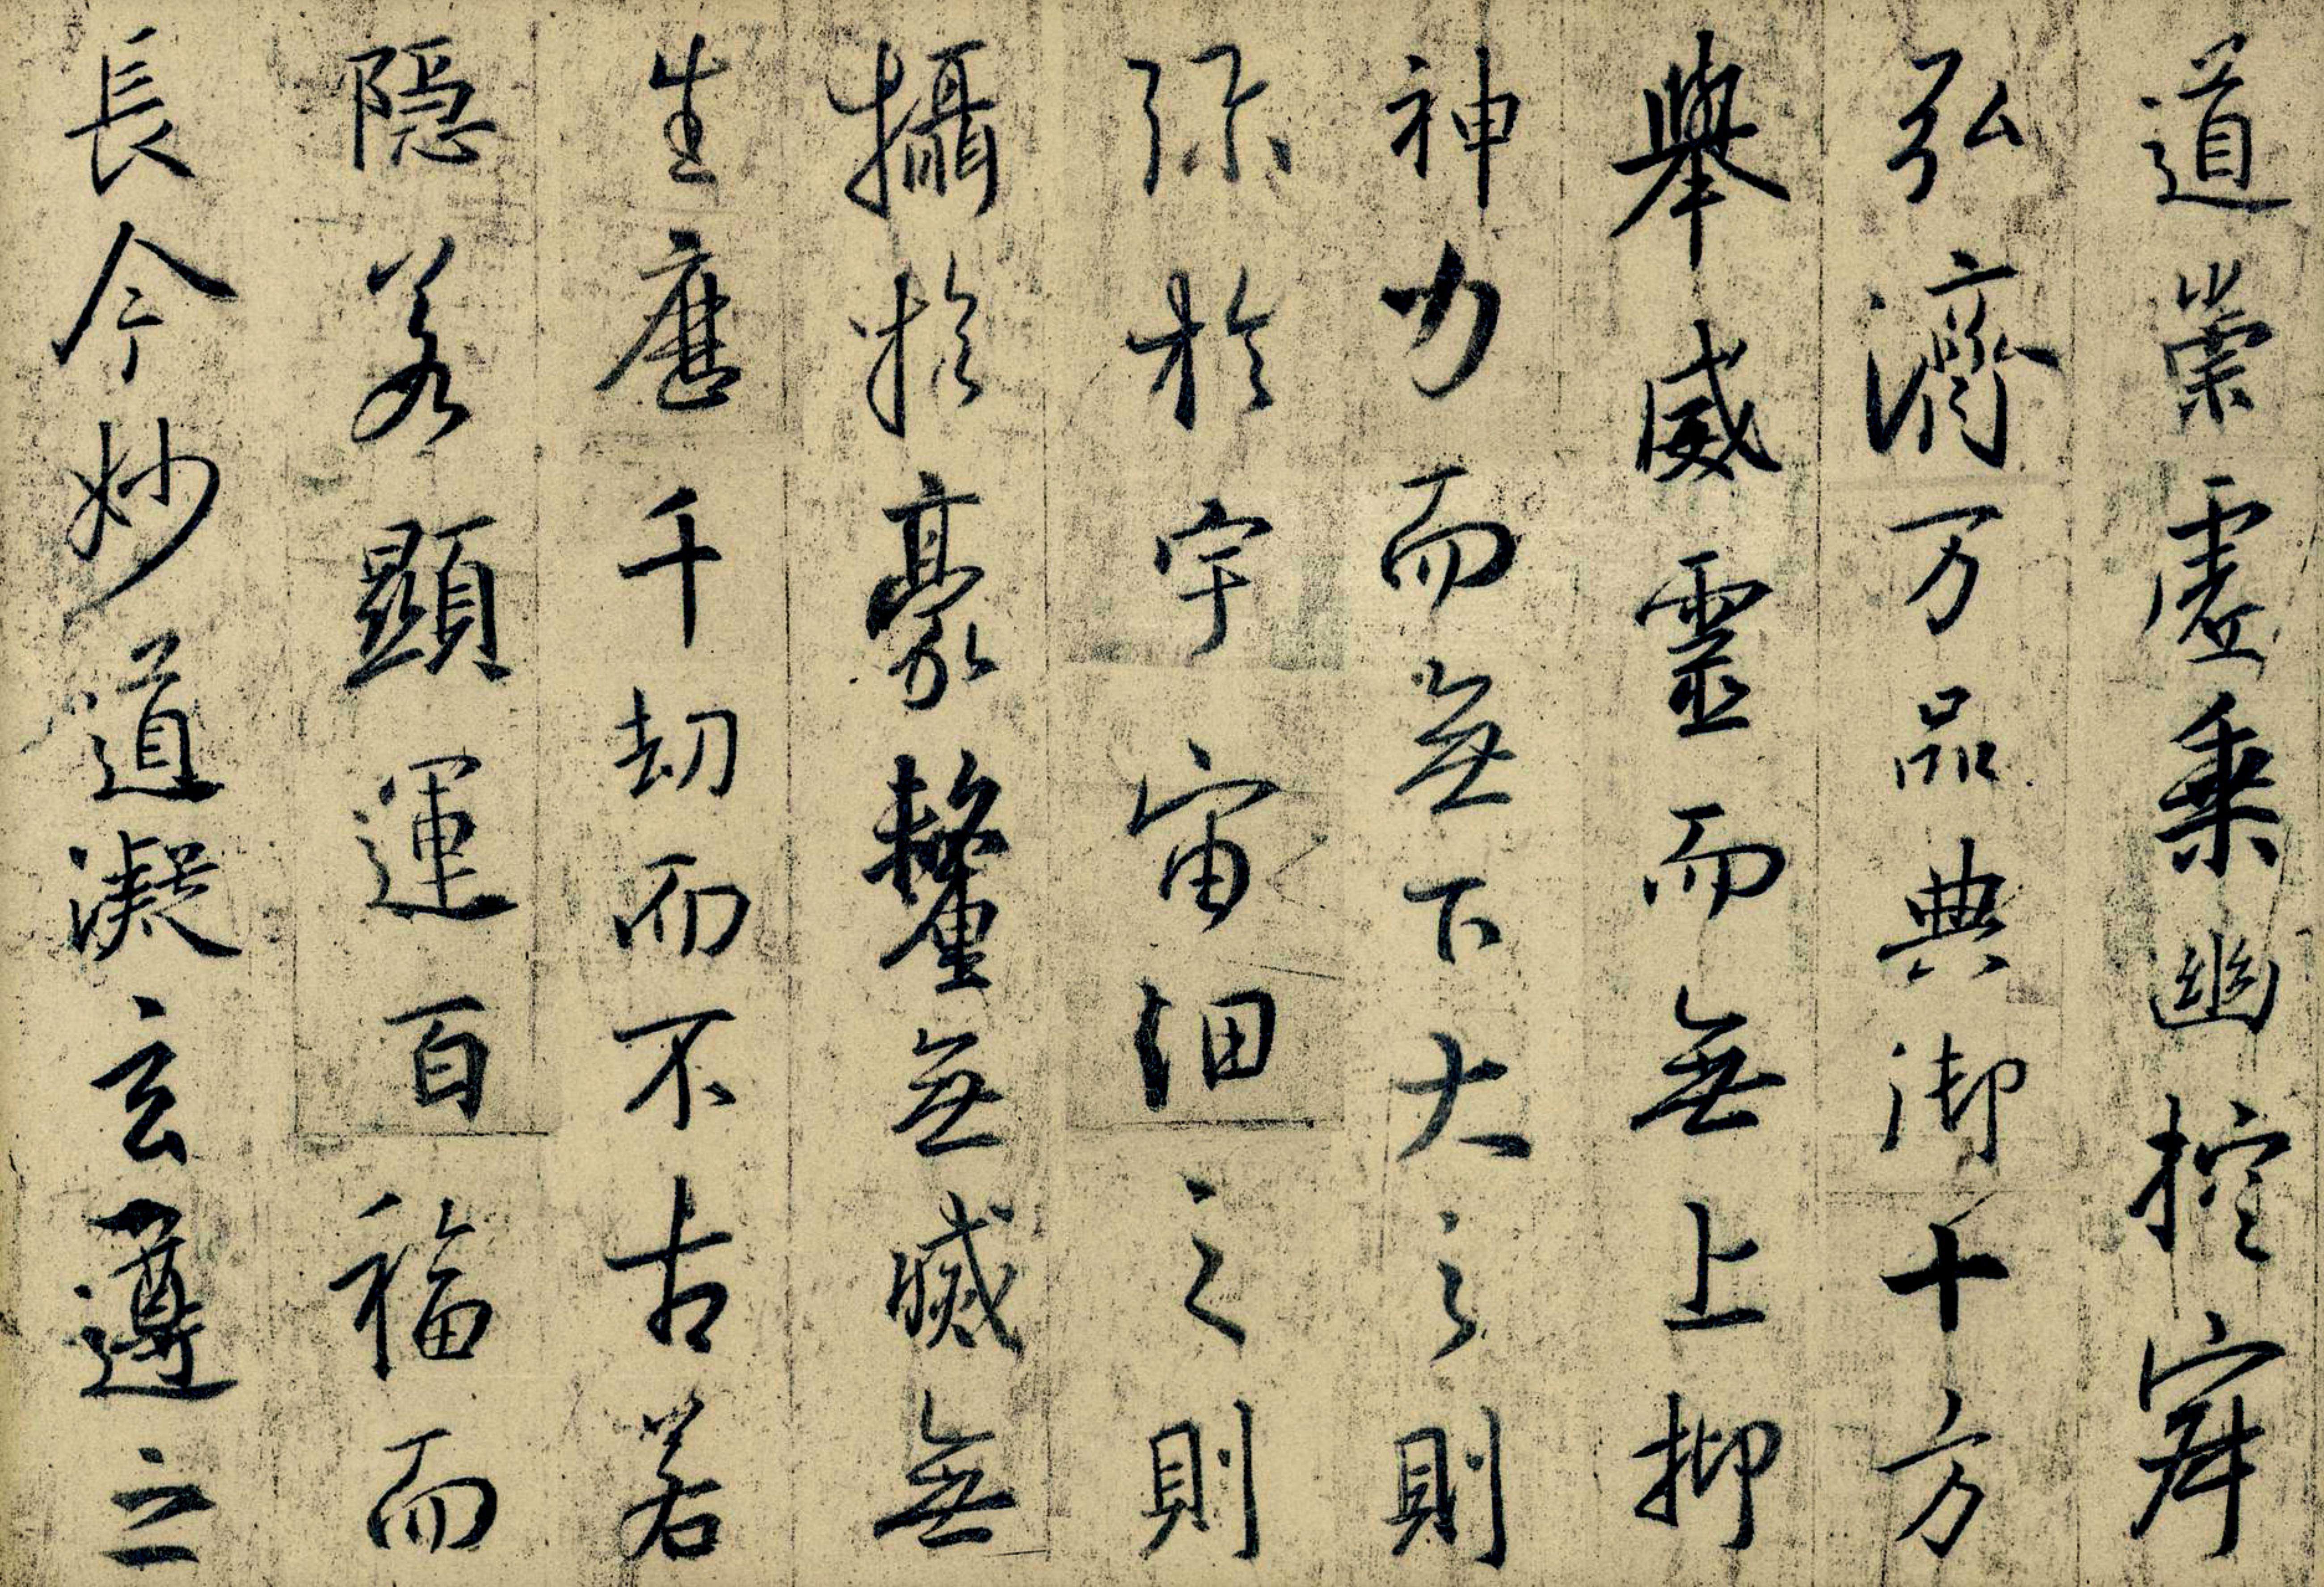 道崇虛乘幽控寂
弘濟万品典御十方
舉威靈而無上抑
神力而無下大之則
弥於宇宙細之則
攝於豪釐無滅無
生歷千劫而不古若
隱若顯運百福而
長今妙道凝玄遵之